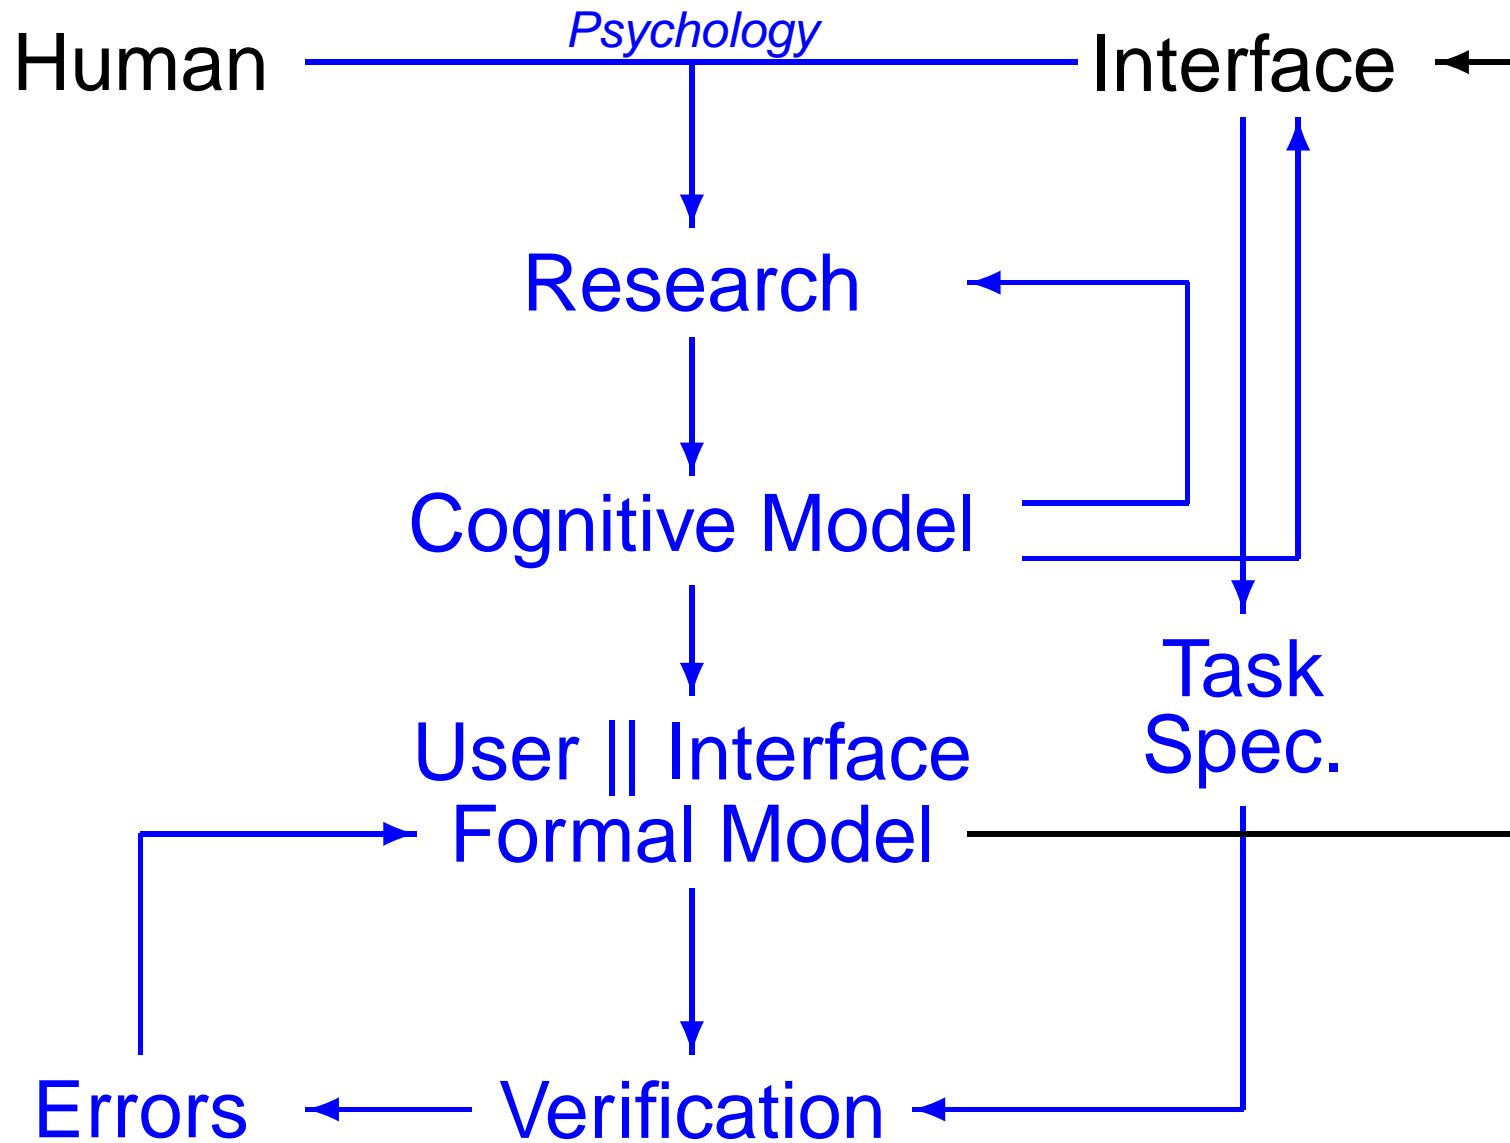 Psychology
Human
Interface
Research
Cognitive Model
Task
Spec.
User || Interface
Formal Model
Errors
Verification